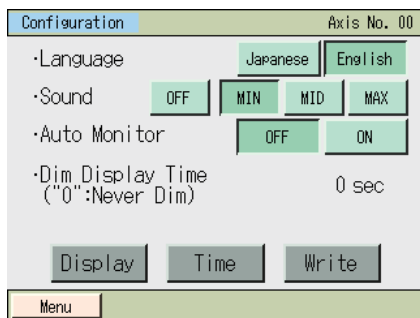 Configuration Axis No. 00
·Language Japanese English
·Sound OFF MIN MID MAX
·Auto Monitor OFF ON
·Dim Display Time
("0":Never Dim) 0 sec
Display Time Write
Menu